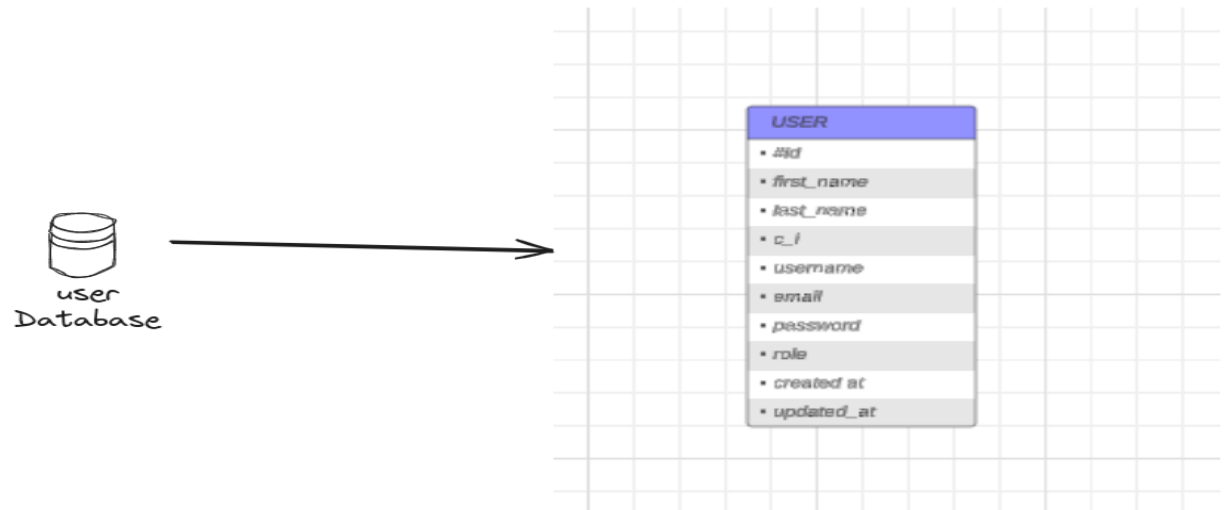 user
Database
USER
#id
first_name
last_name
c_i
username
email
password
role
created at
updated_at